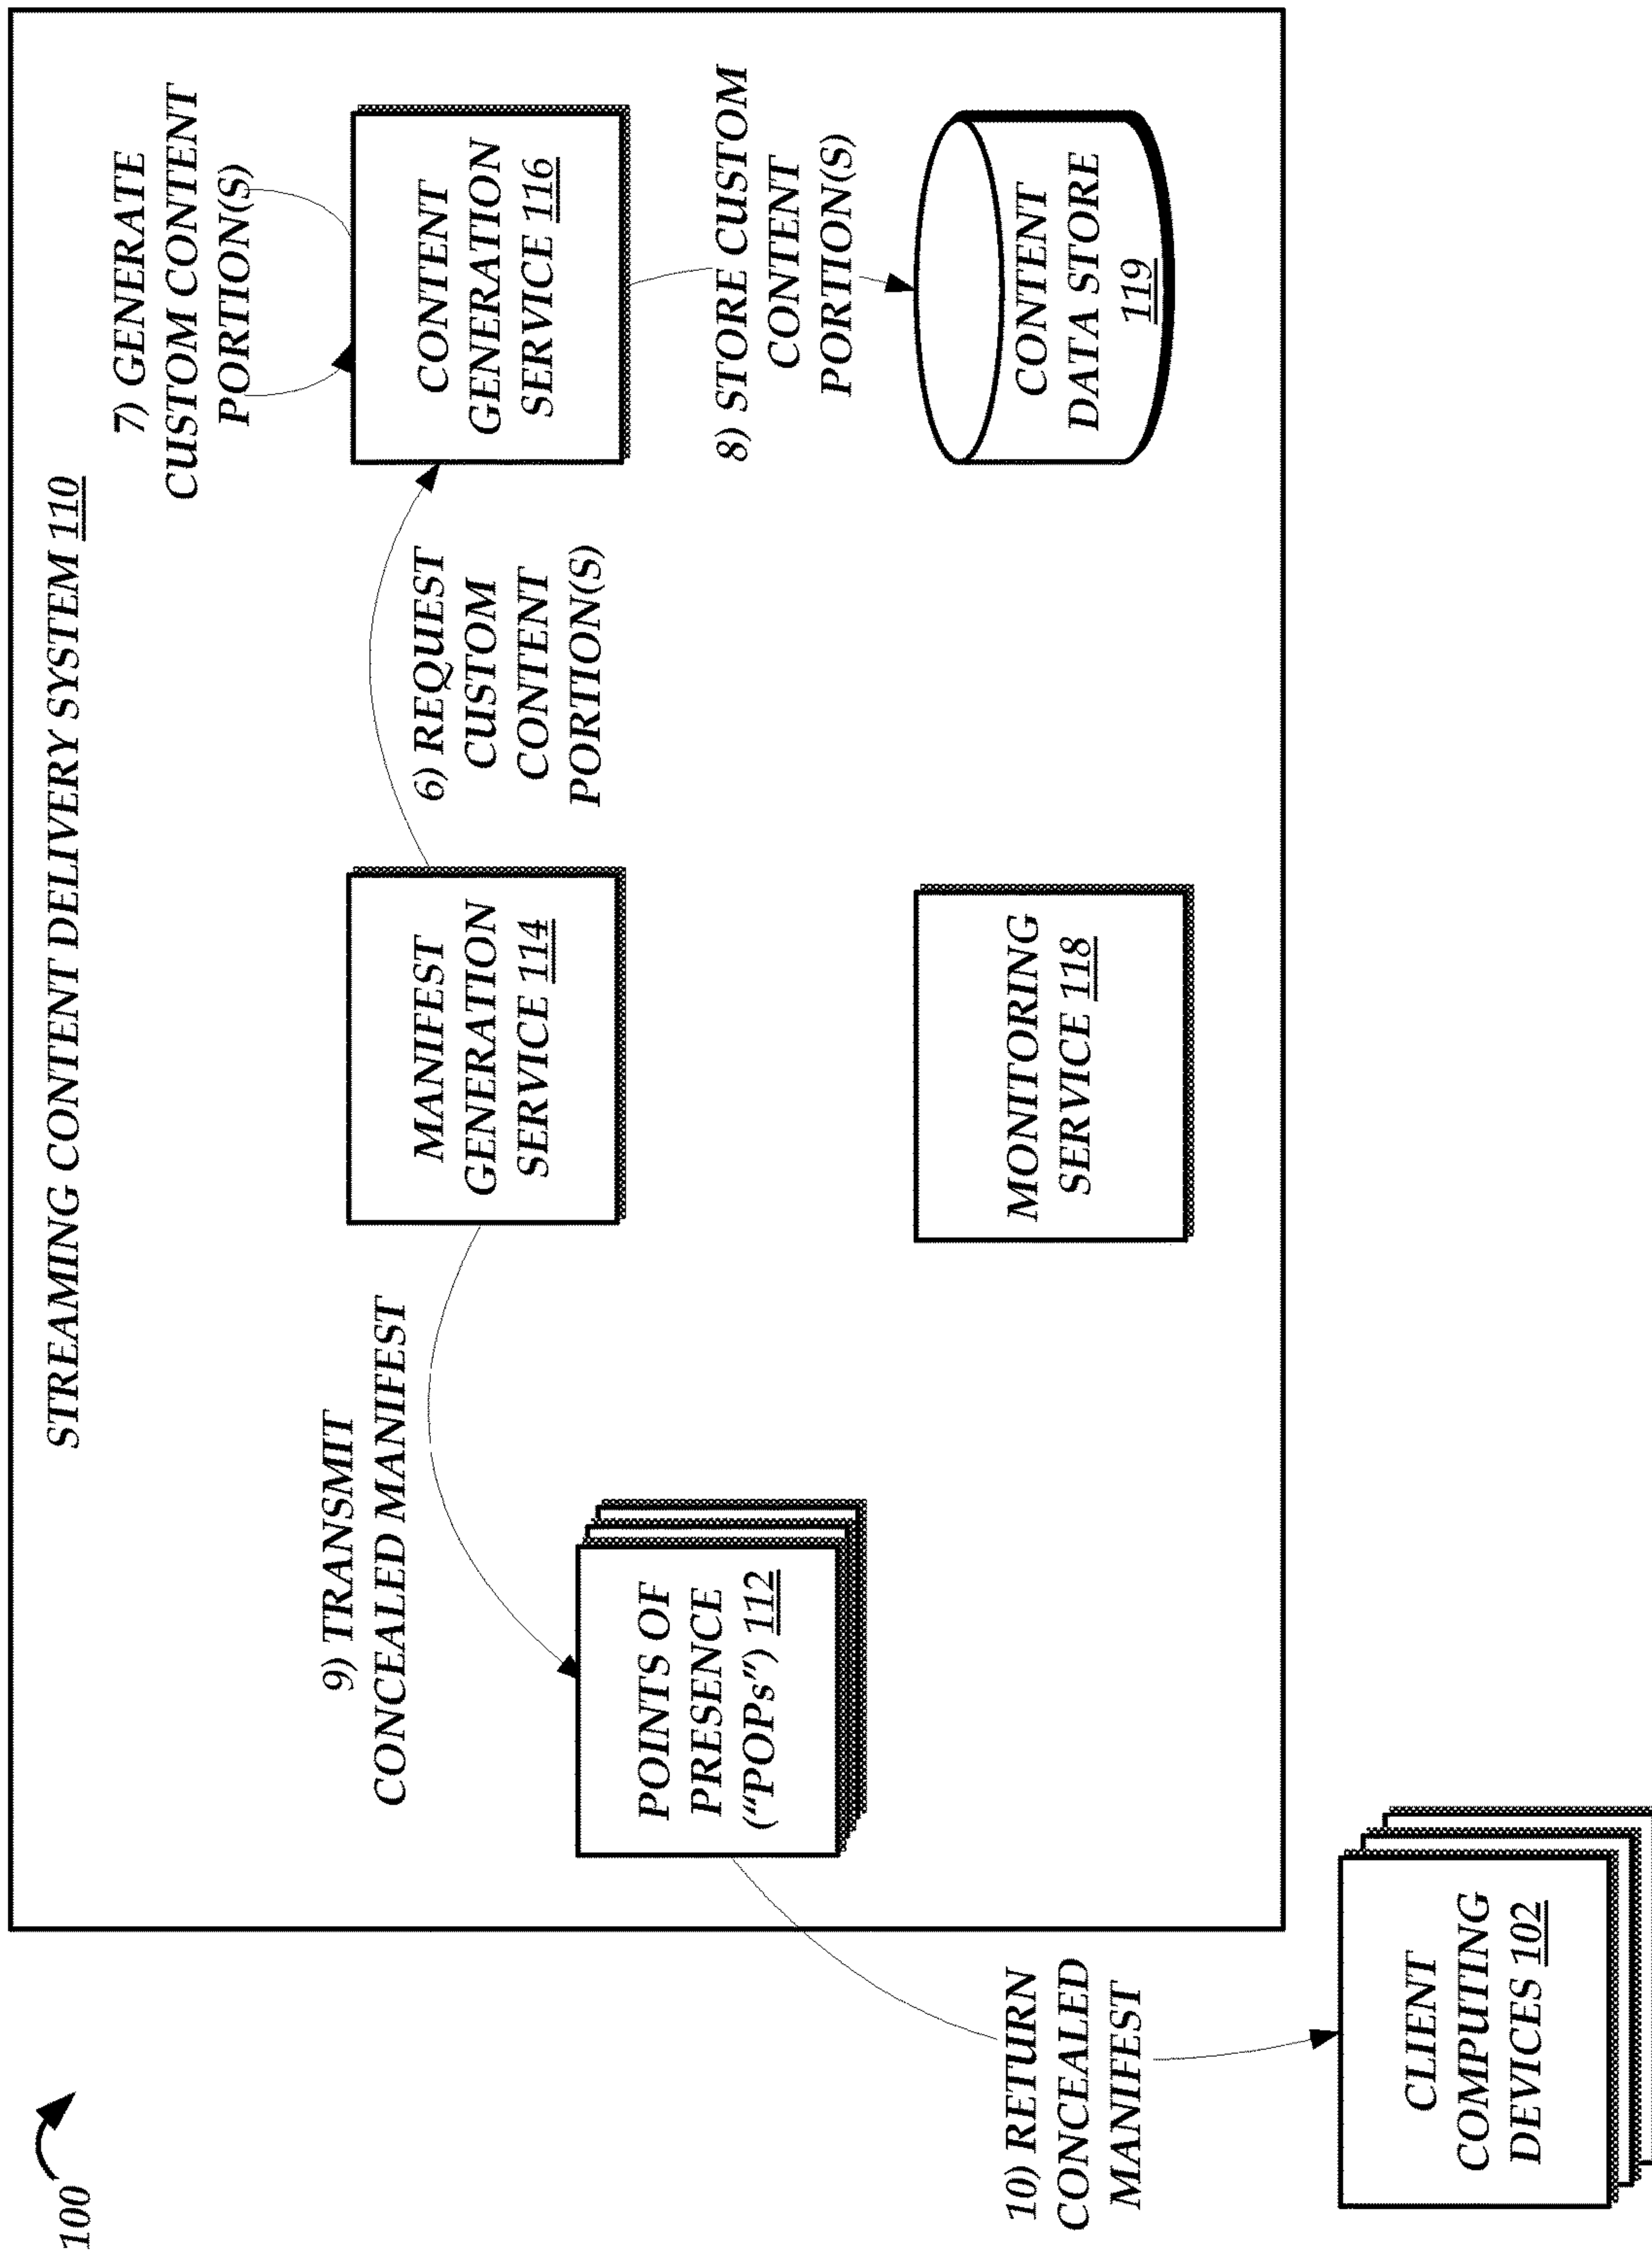 100
STREAMING CONTENT DELIVERY SYSTEM 110
7) GENERATE
CUSTOM CONTENT
PORTION(S)
9) TRANSMIT
CONCEALED MANIFEST
MANIFEST
GENERATION
SERVICE 114
6) REQUEST
CUSTOM
CONTENT
PORTION(S)
CONTENT
GENERATION
SERVICE 116
POINTS OF
PRESENCE
("POPs") 112
8) STORE CUSTOM
CONTENT
PORTION(S)
10) RETURN
CONCEALED
MANIFEST
MONITORING
SERVICE 118
CONTENT
DATA STORE
119
CLIENT
COMPUTING
DEVICES 102